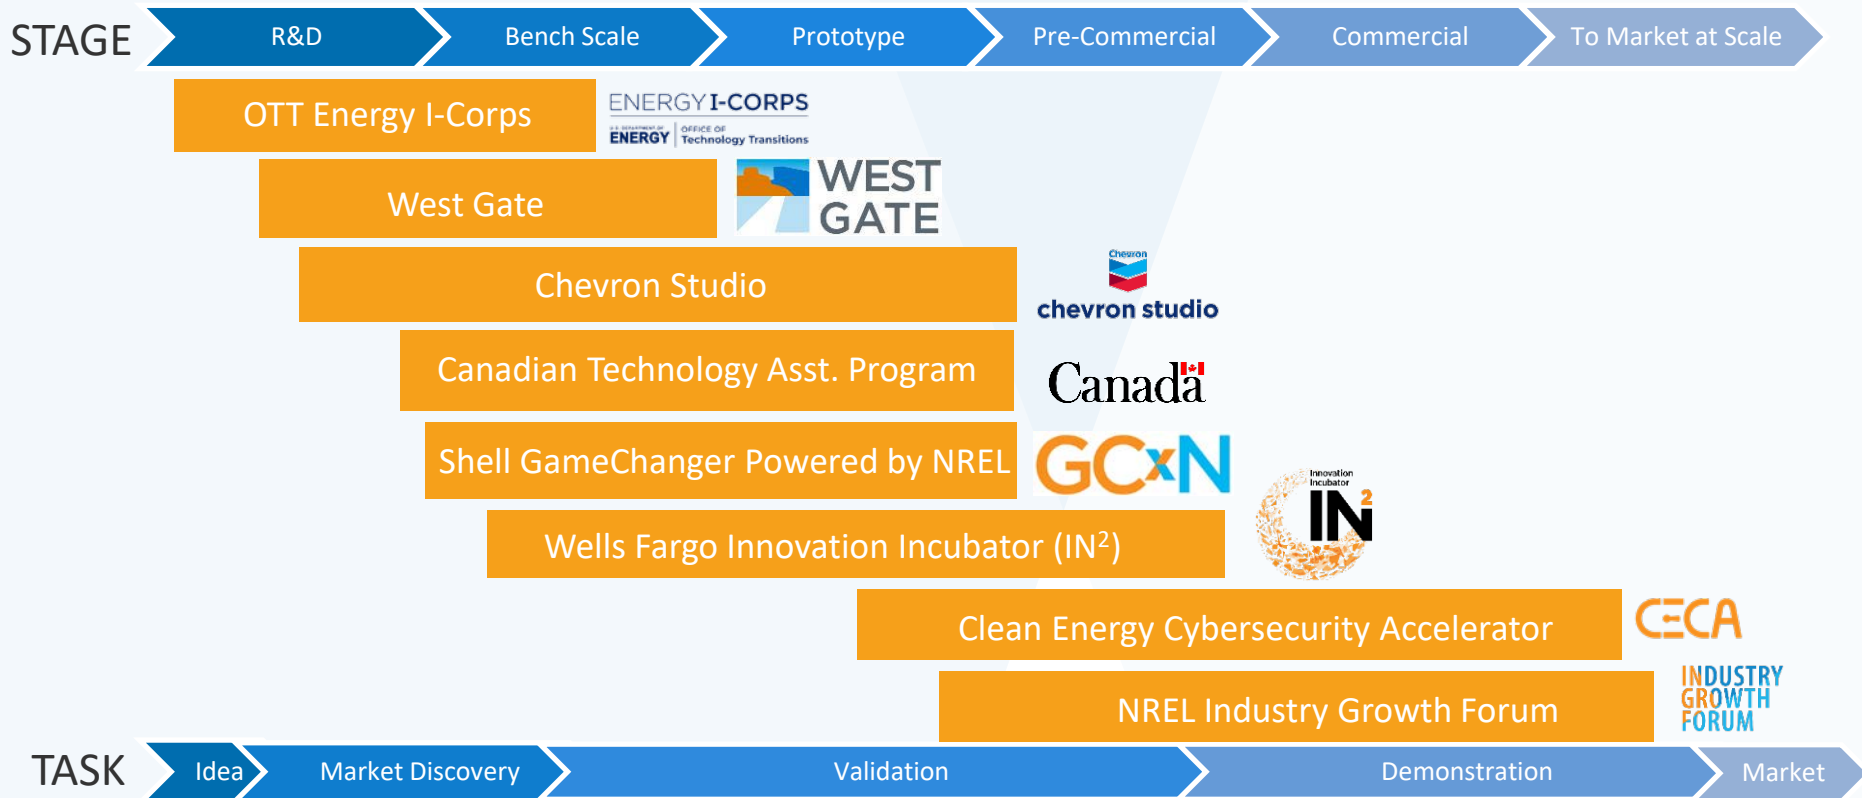 STAGE
R&D
Bench Scale
Prototype
Pre-Commercial
Commercial
To Market at Scale
OTT Energy I-Corps
ENERGY I-CORPS
U.S. DEPARTMENT OF
ENERGY
OFFICE OF
Technology Transitions
West Gate
WEST
GATE
Chevron Studio
Chevron
chevron studio
Canadian Technology Asst. Program
Canada
Shell GameChanger Powered by NREL
GCxN
Wells Fargo Innovation Incubator (IN²)
Innovation
Incubator
IN²
Clean Energy Cybersecurity Accelerator
CECA
NREL Industry Growth Forum
INDUSTRY
GROWTH
FORUM
TASK
Idea
Market Discovery
Validation
Demonstration
Market